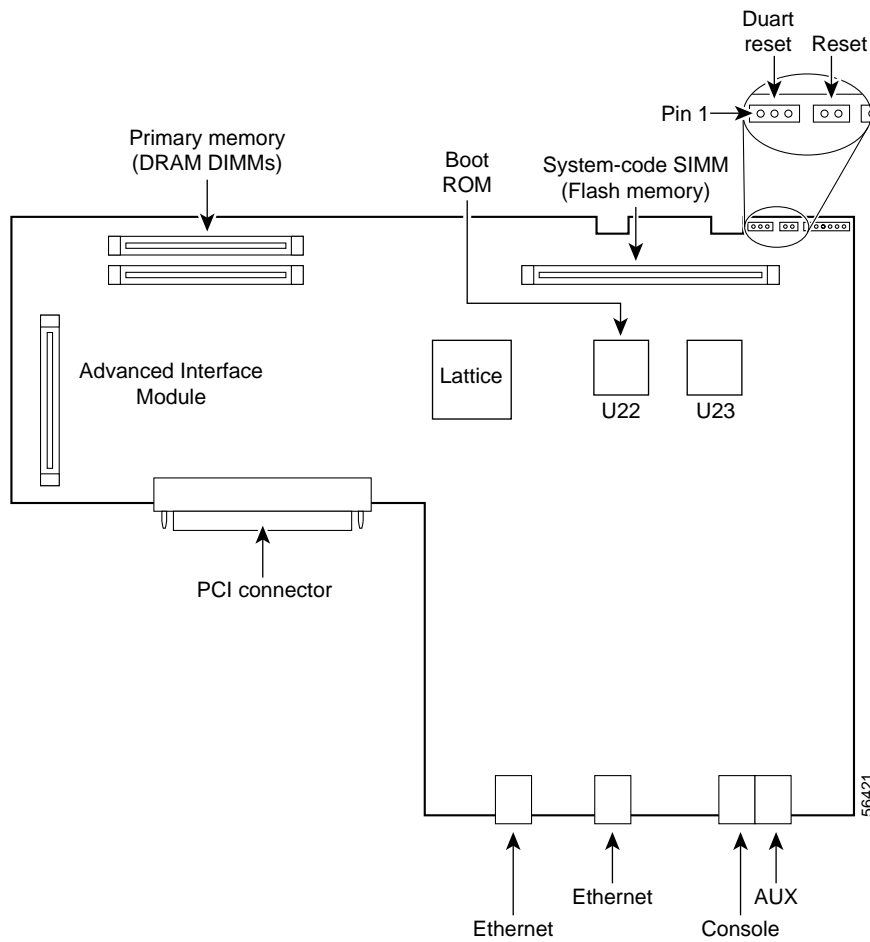 Duart
reset
Reset
Pin 1
Primary memory
(DRAM DIMMs)
Boot
ROM
System-code SIMM
(Flash memory)
Advanced Interface
Module
Lattice
U22
U23
PCI connector
56421
Ethernet
AUX
Ethernet
Console